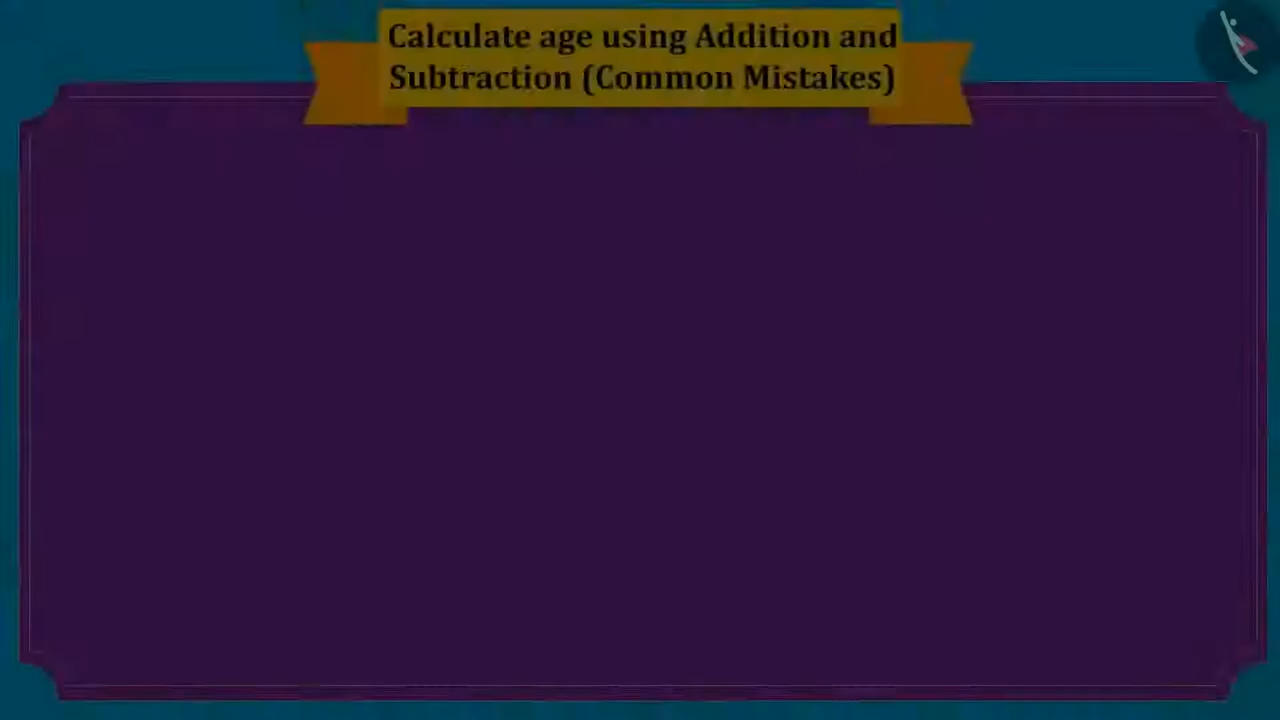 Calculate age using Addition and
Subtraction (Common Mistakes)